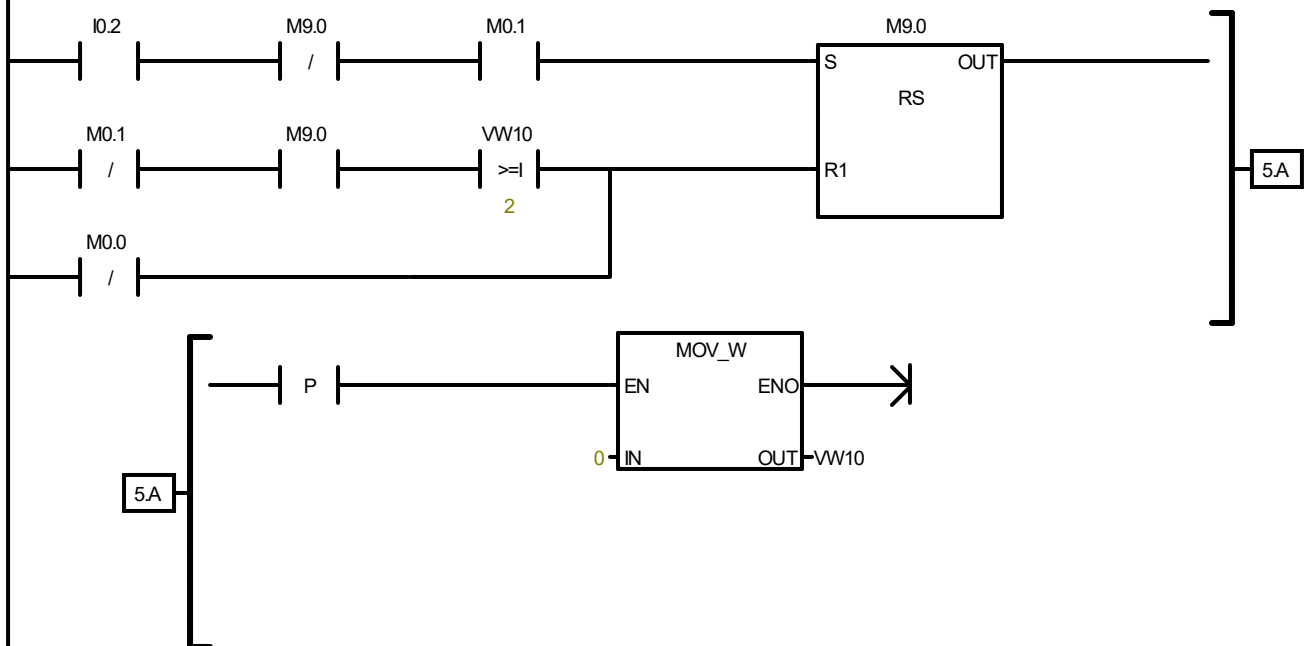 I0.2 M9.0 M0.1 M9.0
/ S OUT
RS
M0.1 M9.0 VW10
/ >=I R1 5.A
2
M0.0
/
MOV_W
P EN ENO
0 IN OUT VW10
5.A